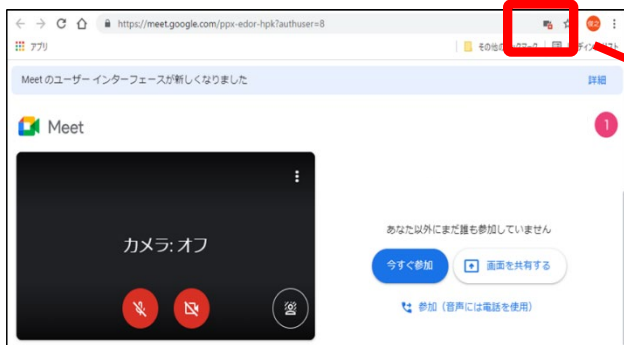 https://meet.google.com/ppx-edor-hpk?authuser=8
アプリ
その他の
Meet のユーザー インターフェースが新しくなりました
詳細
Meet
1
カメラ: オフ
あなた以外にまだ誰も参加していません
今すぐ参加
画面を共有する
参加（音声には電話を使用）